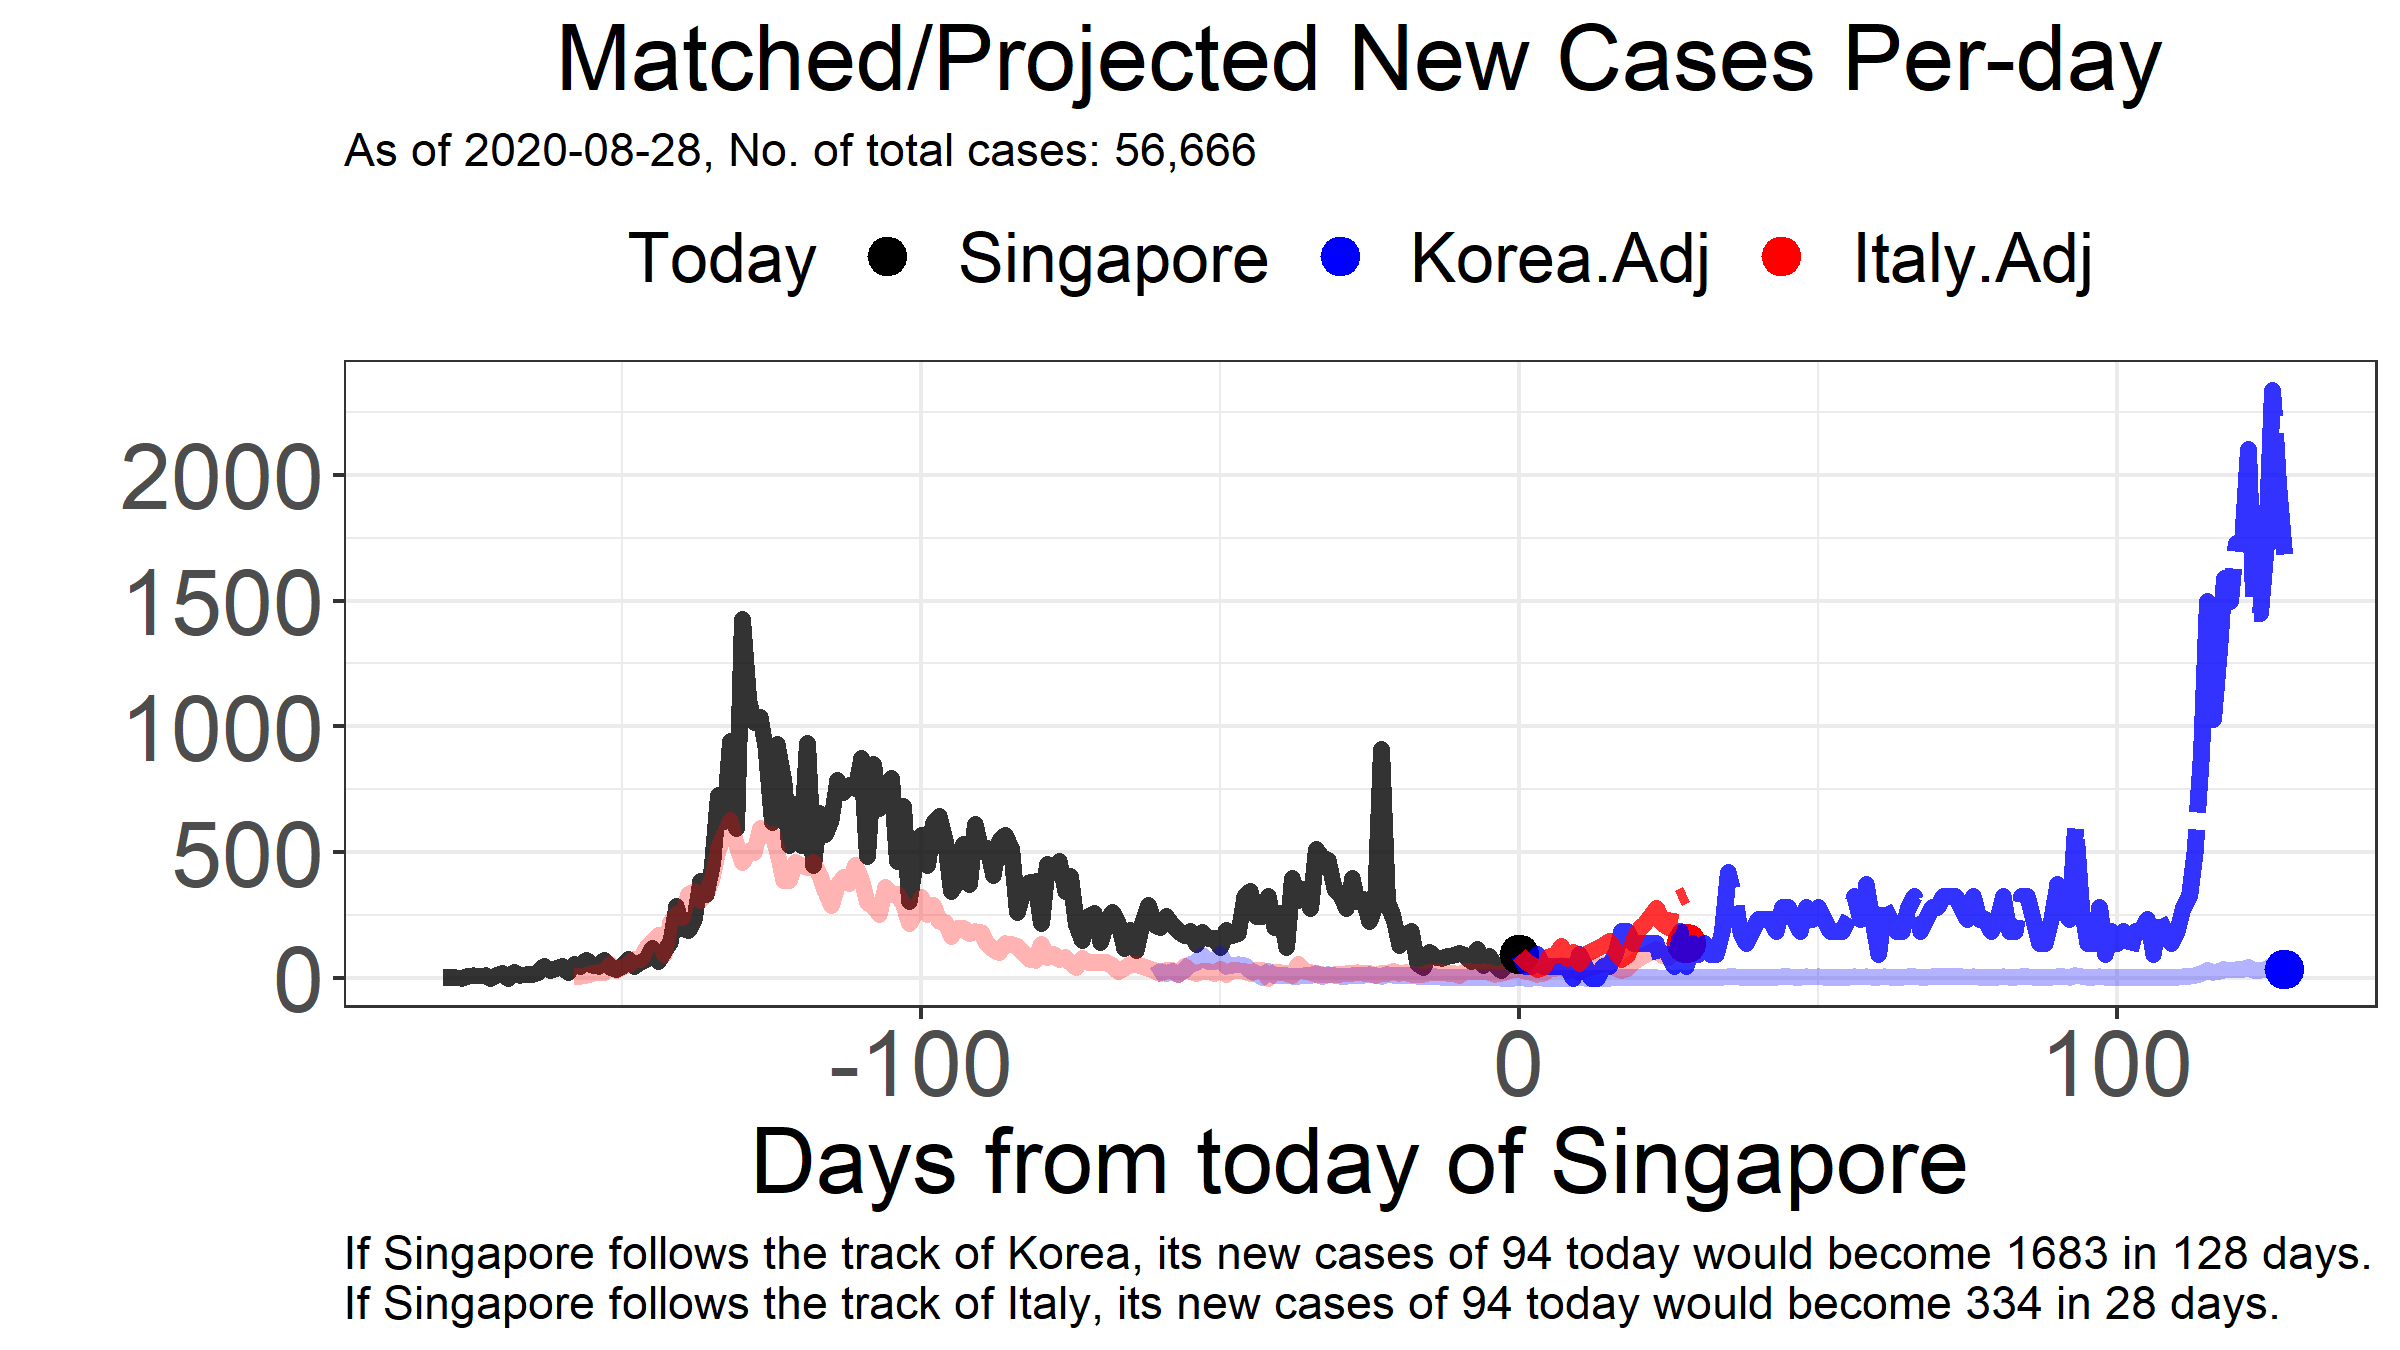 Matched/Projected New Cases Per-day
As of 2020-08-28, No. of total cases: 56,666
Today Singapore Korea.Adj Italy.Adj
2000
1500
1000
500
0
-100 0 100
Days from today of Singapore
If Singapore follows the track of Korea, its new cases of 94 today would become 1683 in 128 days.
If Singapore follows the track of Italy, its new cases of 94 today would become 334 in 28 days.